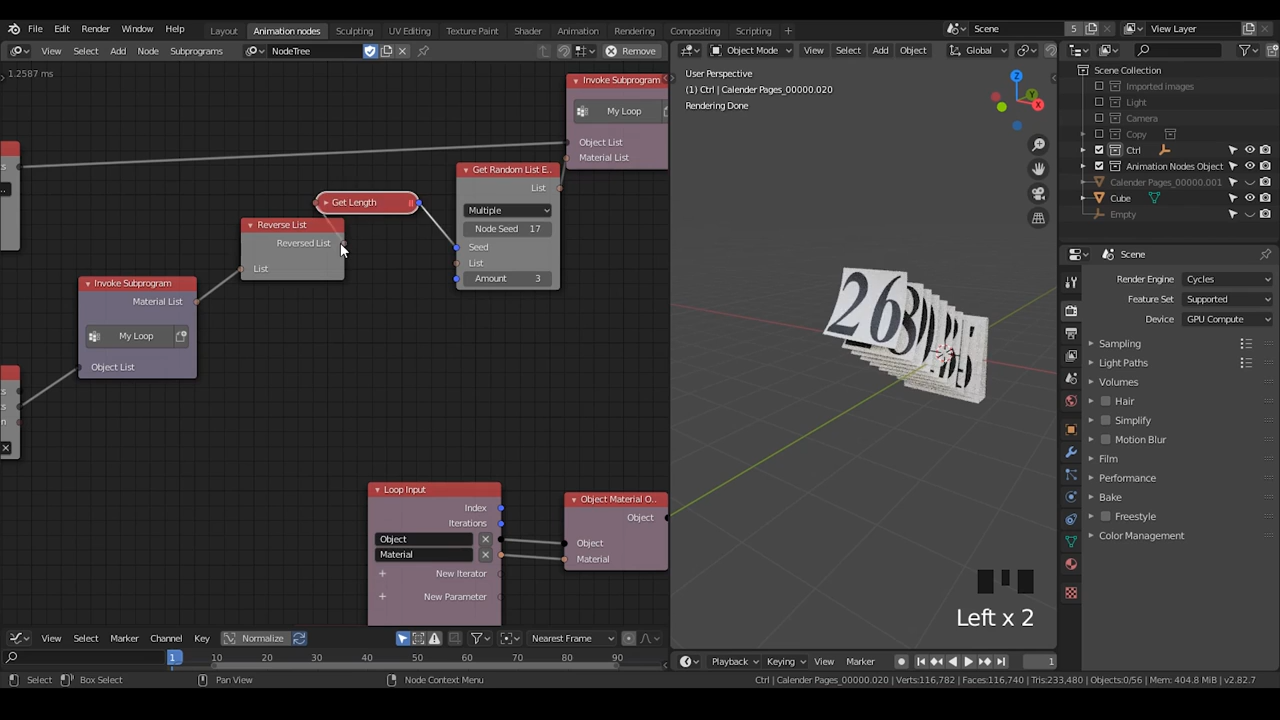 File Edit Render Window Help Layout Animation nodes Sculpting UV Editing Texture Paint Shader Animation Rendering Compositing Scripting + Scene 5 View Layer
View Select Add Node Subprograms NodeTree Remove Object Mode View Select Add Object Global
1.2587 ms
User Perspective
(1) Ctrl | Calender Pages_00000.020
Rendering Done
Z
Y
X
Scene Collection
Imported images
Light
Camera
Copy
Ctrl
Animation Nodes Object
Calender Pages_00000.001
Cube
Empty
Invoke Subprogram
My Loop
Object List
Material List
Get Random List E..
List
Multiple
Node Seed 17
Seed
List
Amount 3
Get Length
Reverse List
Reversed List
List
Invoke Subprogram
Material List
My Loop
Object List
Loop Input
Index
Iterations
Object
Material
New Iterator
New Parameter
Object Material O..
Object
Object
Material
26
Left x 2
Scene
Render Engine Cycles
Feature Set Supported
Device GPU Compute
Sampling
Light Paths
Volumes
Hair
Simplify
Motion Blur
Film
Performance
Bake
Freestyle
Color Management
View Select Marker Channel Key Normalize Nearest Frame
1 10 20 30 40 50 60 70 80 90
Playback Keying View Marker 1
Select Box Select Pan View Node Context Menu Ctrl | Calender Pages_00000.020 | Verts:116,782 | Faces:116,740 | Tris:233,480 | Objects:0/56 | Mem: 404.8 MiB | v2.82.7